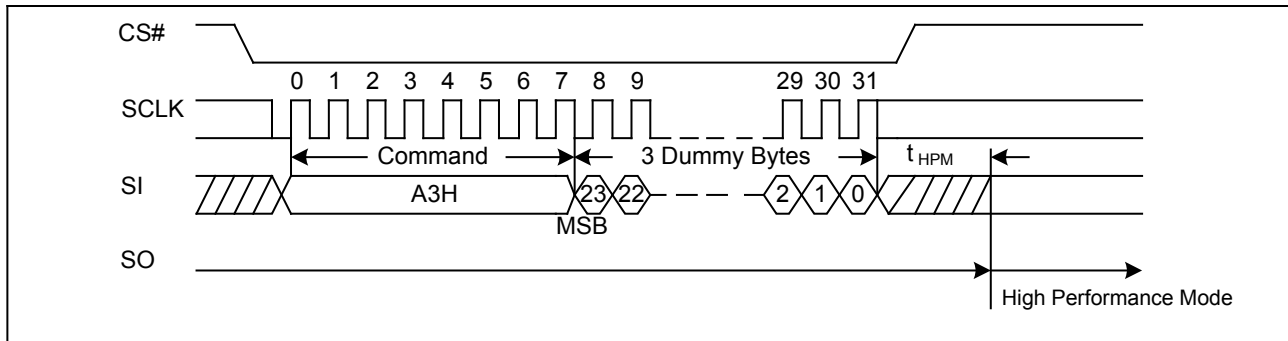 CS#
0 1 2 3 4 5 6 7 8 9 29 30 31
SCLK
Command 3 Dummy Bytes tHPM
SI A3H 23 22 2 1 0
MSB
SO
High Performance Mode